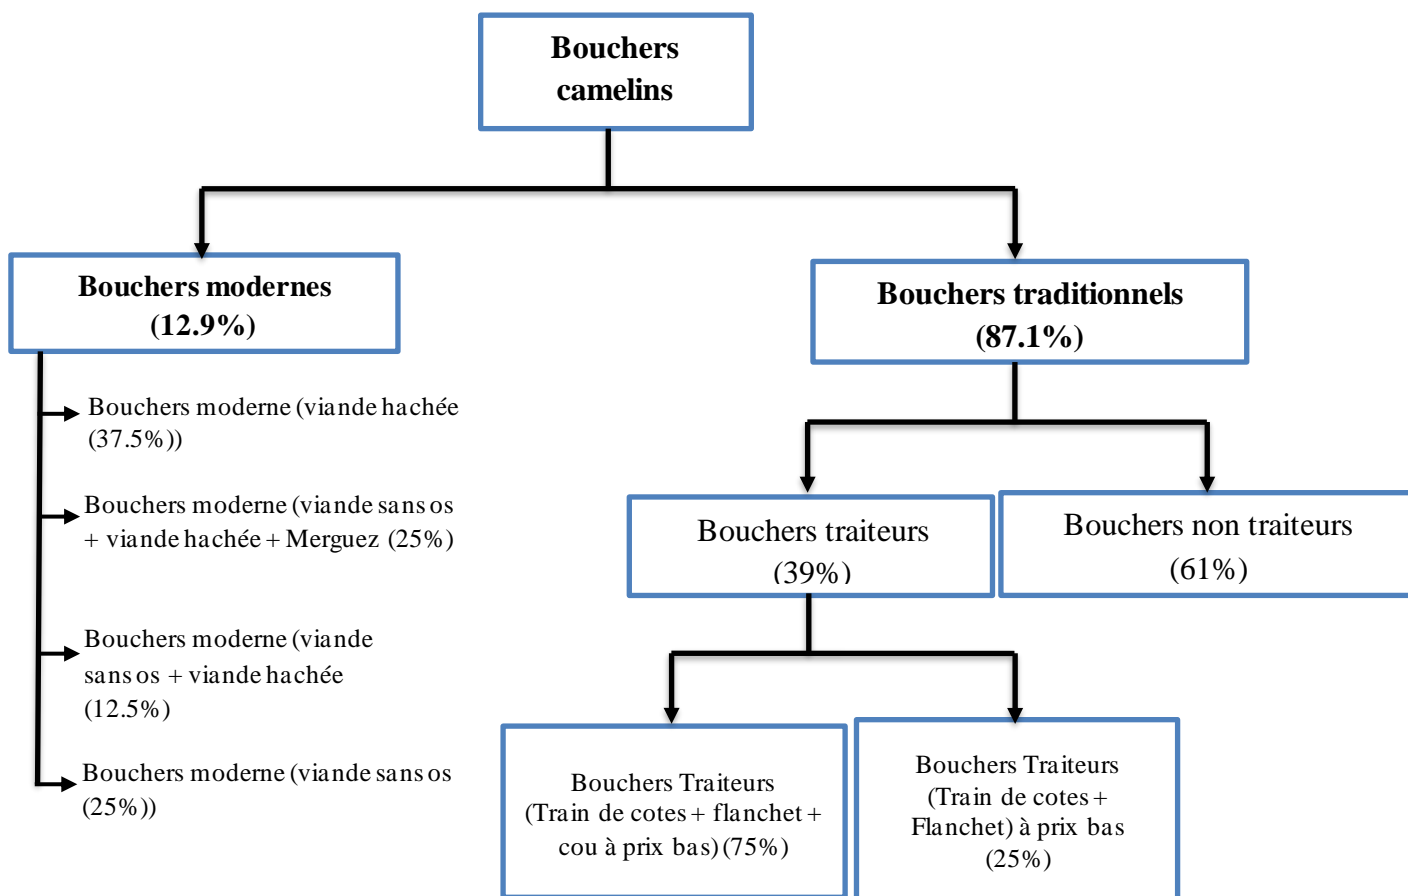 Bouchers
camelins
Bouchers modernes
(12.9%)
Bouchers traditionnels
(87.1%)
Bouchers moderne (viande hachée
(37.5%))
Bouchers moderne (viande sans os
+ viande hachée + Merguez (25%)
Bouchers moderne (viande
sans os + viande hachée
(12.5%)
Bouchers moderne (viande sans os
(25%))
Bouchers traiteurs
(39%)
Bouchers non traiteurs
(61%)
Bouchers Traiteurs
(Train de cotes + flanchet +
cou à prix bas) (75%)
Bouchers Traiteurs
(Train de cotes +
Flanchet) à prix bas
(25%)